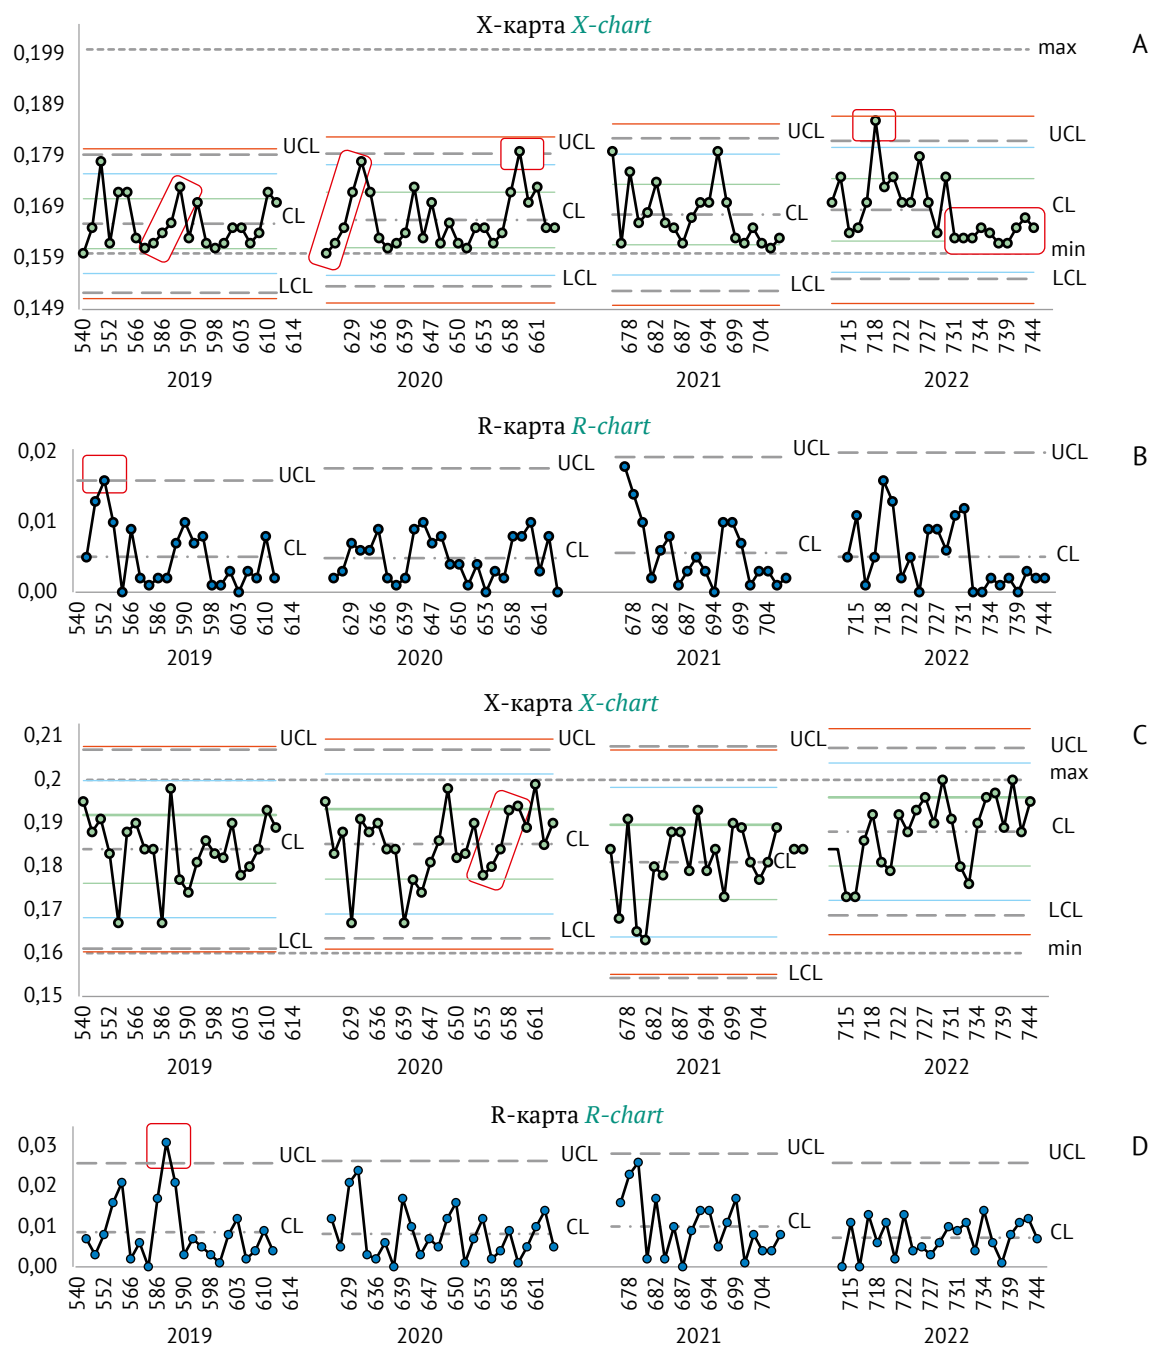 X-карта X-chart
A
0,199
max
0,189
0,179
UCL
UCL
UCL
UCL
0,169
CL
CL
CL
CL
0,159
min
LCL
LCL
LCL
LCL
0,149
540 552 566 586 590 598 603 610 614
629 636 639 647 650 653 658 661
678 682 686 694 699 704
715 718 722 727 731 734 739 744
2019
2020
2021
2022
R-карта R-chart
B
0,02
UCL
UCL
UCL
UCL
0,01
CL
CL
CL
CL
0,00
540 552 566 586 590 598 603 610 614
629 636 639 647 650 653 658 661
678 682 687 694 699 704
715 718 722 727 731 734 739 744
2019
2020
2021
2022
X-карта X-chart
C
0,21
UCL
UCL
UCL
UCL
0,2
max
0,19
CL
CL
CL
CL
0,18
0,17
LCL
LCL
LCL
LCL
0,16
min
0,15
540 552 566 586 590 598 603 610 614
629 636 639 647 650 653 658 661
678 682 687 694 699 704
715 718 722 727 731 734 739 744
2019
2020
2021
2022
R-карта R-chart
D
0,03
UCL
UCL
UCL
UCL
0,02
0,01
CL
CL
CL
CL
0,00
540 552 566 586 590 598 603 610 614
629 636 639 647 650 653 658 661
678 682 687 694 699 704
715 718 722 727 731 734 739 744
2019
2020
2021
2022